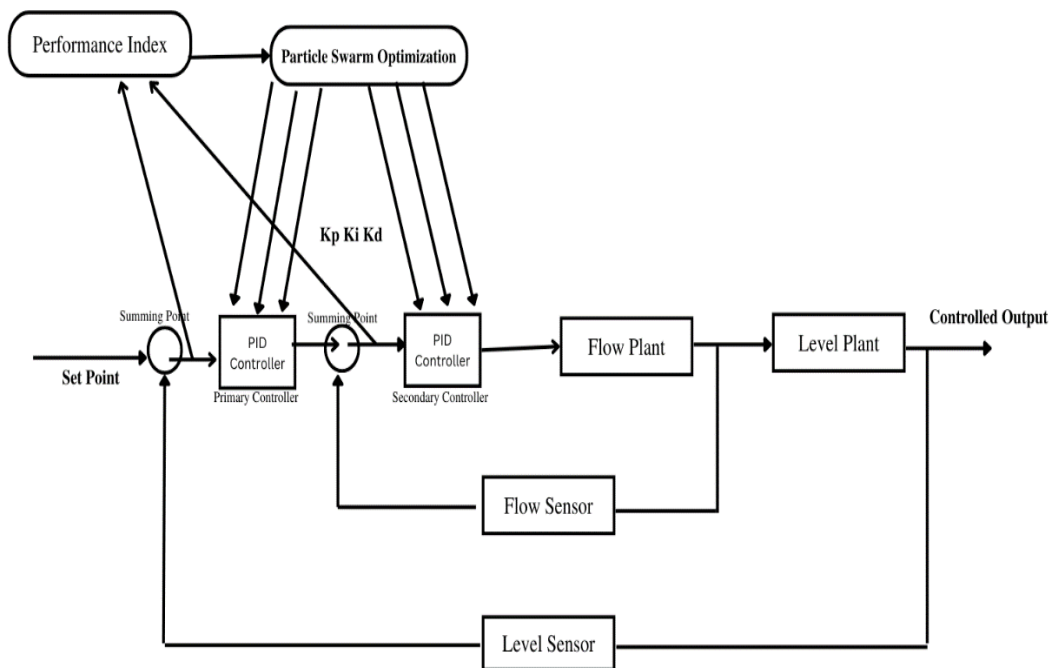 Performance Index
Particle Swarm Optimization
Kp Ki Kd
Summing Point
Summing Point
PID
Controller
PID
Controller
Set Point
Primary Controller
Secondary Controller
Flow Plant
Level Plant
Controlled Output
Flow Sensor
Level Sensor